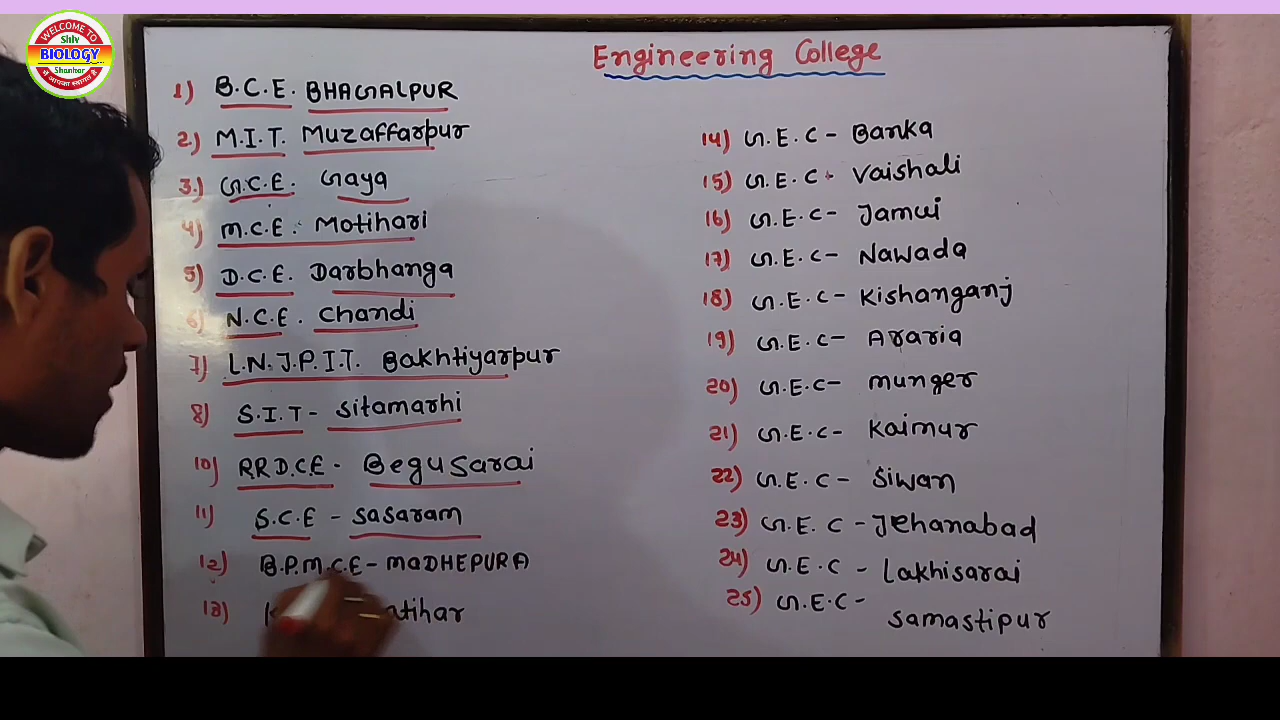 WELCOME TO
Shiv
BIOLOGY
Shankar
में आपका स्वागत है
Engineering College
1) B.C.E. BHAGALPUR
2.) M.I.T. Muzaffarpur
3.) G.C.E. Gaya
4) M.C.E. Motihari
5) D.C.E. Darbhanga
6) N.C.E. Chandi
7) L.N.J.P.I.T. Bakhtiyarpur
8) S.I.T - Sitamarhi
10) R.R.D.C.E - Begusarai
11) S.C.E - Sasaram
12) B.P.M.C.E - MADHEPURA
13)
14) G.E.C - Banka
15) G.E.C - Vaishali
16) G.E.C - Jamui
17) G.E.C - Nawada
18) G.E.C - Kishanganj
19) G.E.C - Araria
20) G.E.C - munger
21) G.E.C - Kaimur
22) G.E.C - Siwan
23) G.E.C - Jehanabad
24) G.E.C - Lakhisarai
25) G.E.C -
Samastipur